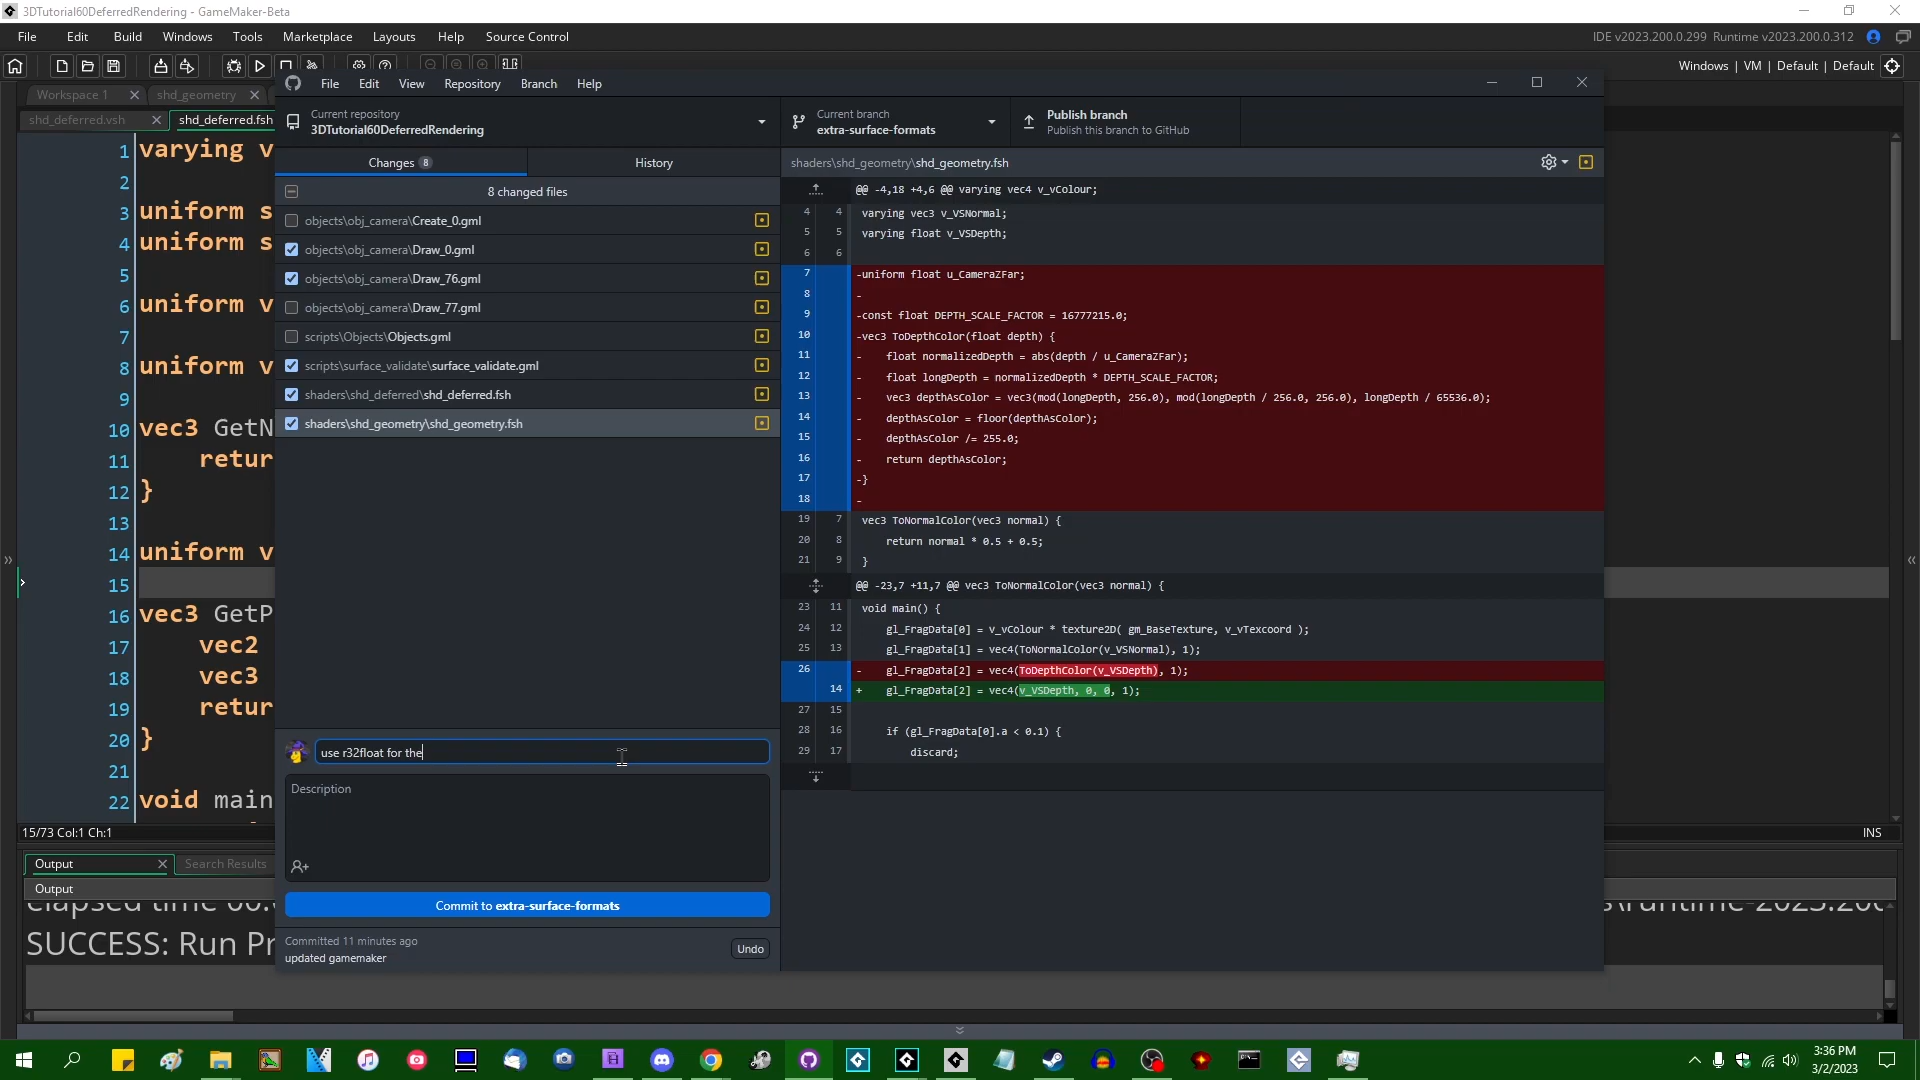 3DTutorial60DeferredRendering - GameMaker-Beta
File Edit Build Windows Tools Marketplace Layouts Help Source Control
IDE v2023.200.0.299 Runtime v2023.200.0.312
Windows | VM | Default | Default
Workspace 1
shd_geometry
shd_deferred.vsh
shd_deferred.fsh
1 varying v
2
3 uniform s
4 uniform s
5
6 uniform v
7
8 uniform v
9
10 vec3 GetN
11 retur
12 }
13
14 uniform v
15
16 vec3 GetP
17 vec2
18 vec3
19 retur
20 }
21
22 void main
15/73 Col:1 Ch:1
INS
Output
Search Results
Output
SUCCESS: Run Pr
File Edit View Repository Branch Help
Current repository
3DTutorial60DeferredRendering
Current branch
extra-surface-formats
Publish branch
Publish this branch to GitHub
Changes 8
History
8 changed files
objects\obj_camera\Create_0.gml
objects\obj_camera\Draw_0.gml
objects\obj_camera\Draw_76.gml
objects\obj_camera\Draw_77.gml
scripts\Objects\Objects.gml
scripts\surface_validate\surface_validate.gml
shaders\shd_deferred\shd_deferred.fsh
shaders\shd_geometry\shd_geometry.fsh
use r32float for the
Description
Commit to extra-surface-formats
Committed 11 minutes ago
updated gamemaker
Undo
shaders\shd_geometry\shd_geometry.fsh
@@ -4,18 +4,6 @@ varying vec4 v_vColour;
4 4 varying vec3 v_VSNormal;
5 5 varying float v_VSDepth;
6 6
7 -uniform float u_CameraZFar;
8 -
9 -const float DEPTH_SCALE_FACTOR = 16777215.0;
10 -vec3 ToDepthColor(float depth) {
11 - float normalizedDepth = abs(depth / u_CameraZFar);
12 - float longDepth = normalizedDepth * DEPTH_SCALE_FACTOR;
13 - vec3 depthAsColor = vec3(mod(longDepth, 256.0), mod(longDepth / 256.0, 256.0), longDepth / 65536.0);
14 - depthAsColor = floor(depthAsColor);
15 - depthAsColor /= 255.0;
16 - return depthAsColor;
17 -}
18 -
19 7 vec3 ToNormalColor(vec3 normal) {
20 8 return normal * 0.5 + 0.5;
21 9 }
@@ -23,7 +11,7 @@ vec3 ToNormalColor(vec3 normal) {
23 11 void main() {
24 12 gl_FragData[0] = v_vColour * texture2D( gm_BaseTexture, v_vTexcoord );
25 13 gl_FragData[1] = vec4(ToNormalColor(v_VSNormal), 1);
26 - gl_FragData[2] = vec4(ToDepthColor(v_VSDepth), 1);
14 + gl_FragData[2] = vec4(v_VSDepth, 0, 0, 1);
27 15
28 16 if (gl_FragData[0].a < 0.1) {
29 17 discard;
3:36 PM
3/2/2023